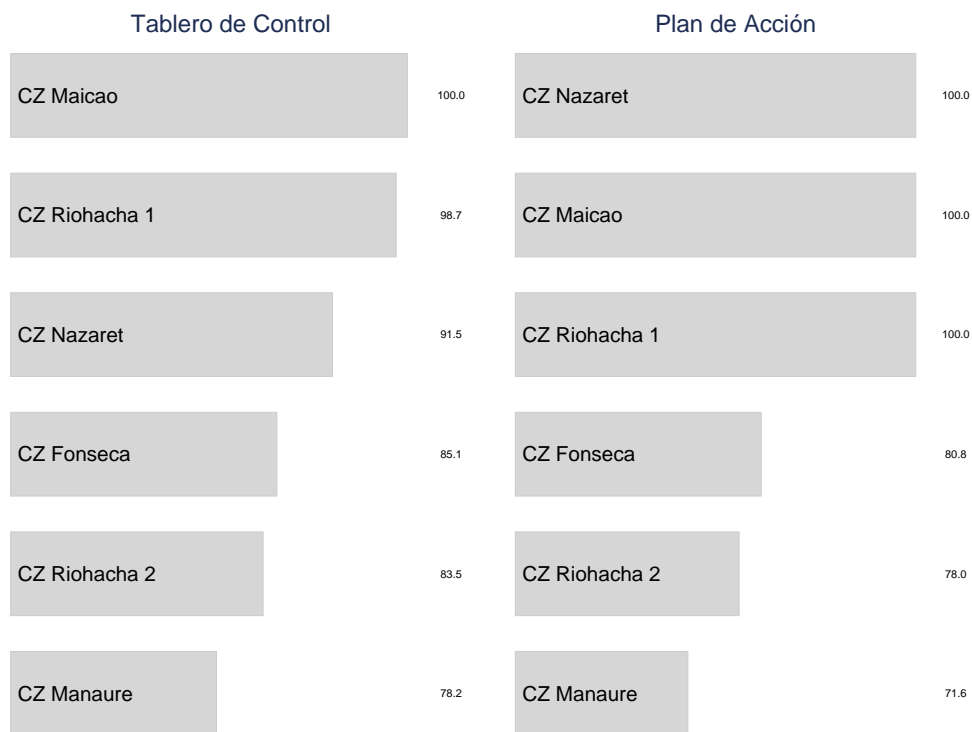 Tablero de Control
CZ Maicao 100.0
CZ Riohacha 1 98.7
CZ Nazaret 91.5
CZ Fonseca 85.1
CZ Riohacha 2 83.5
CZ Manaure 78.2
Plan de Acción
CZ Nazaret 100.0
CZ Maicao 100.0
CZ Riohacha 1 100.0
CZ Fonseca 80.8
CZ Riohacha 2 78.0
CZ Manaure 71.6